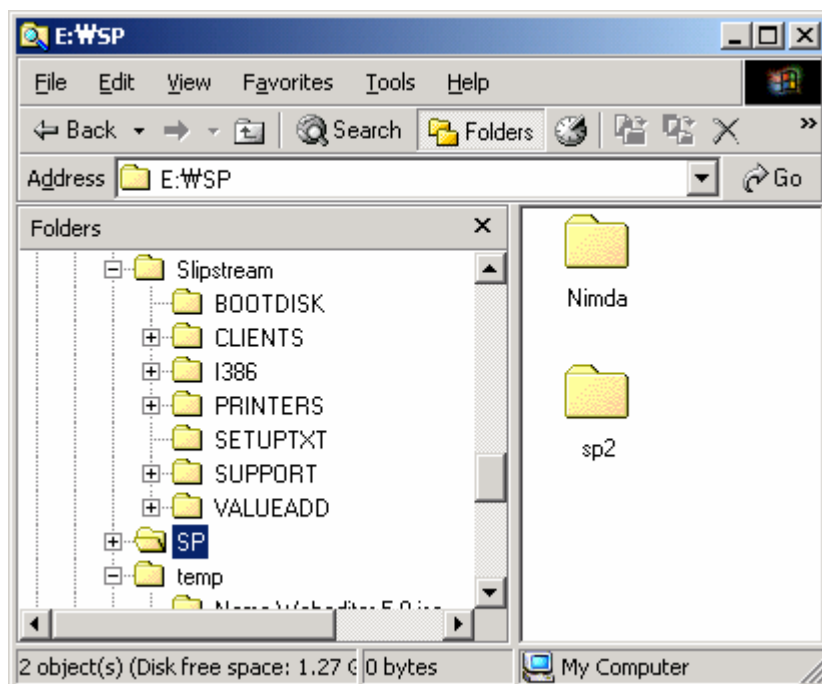 E:₩SP
File Edit View Favorites Tools Help
Back Search Folders »
Address E:₩SP Go
Folders
Slipstream
BOOTDISK
CLIENTS
I386
PRINTERS
SETUPTXT
SUPPORT
VALUEADD
SP
temp
Nimda
sp2
2 object(s) (Disk free space: 1.27 0 bytes My Computer